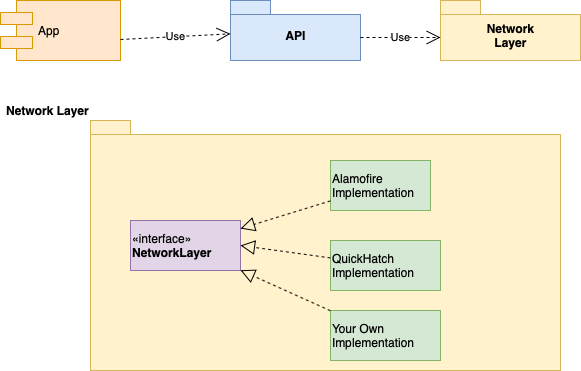 App
Use
API
Use
Network
Layer
Network Layer
Alamofire
Implementation
«interface»
NetworkLayer
QuickHatch
Implementation
Your Own
Implementation